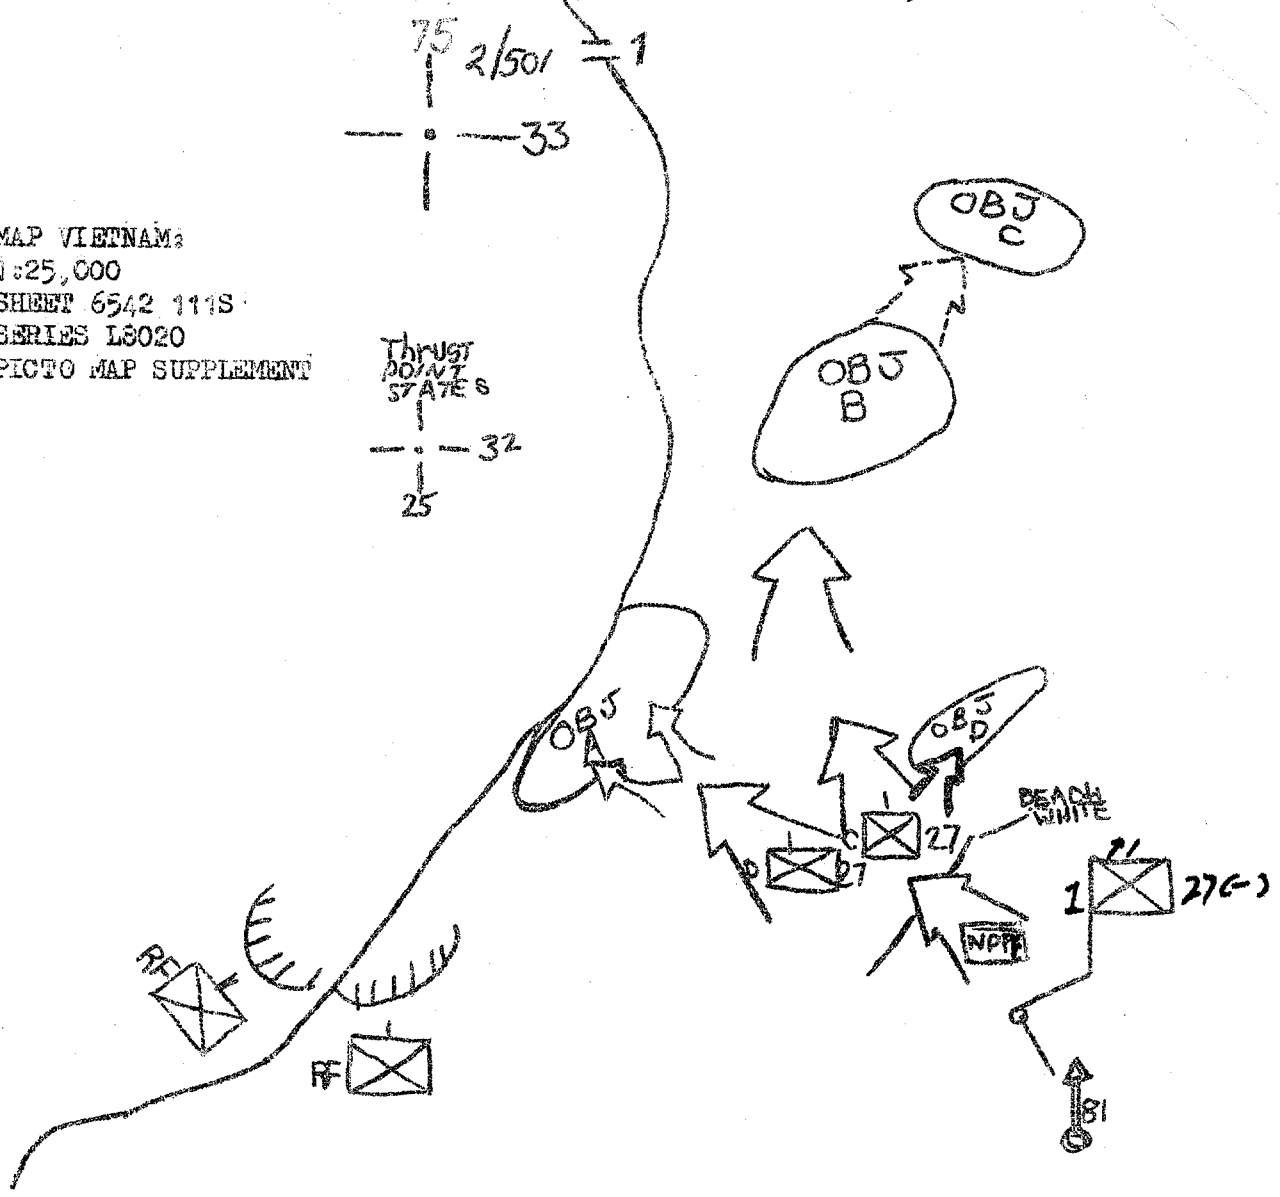 75
2/501
1
33
MAP VIETNAM:
1:25,000
SHEET 6542 111S
SERIES L8020
PICTO MAP SUPPLEMENT
Thrust
POINT
STATES
32
25
OBJ
C
OBJ
B
OBJ
OBJ
D
BEACH
WHITE
C
27
D
27
1
27(-)
NPFF
RF
RF
81